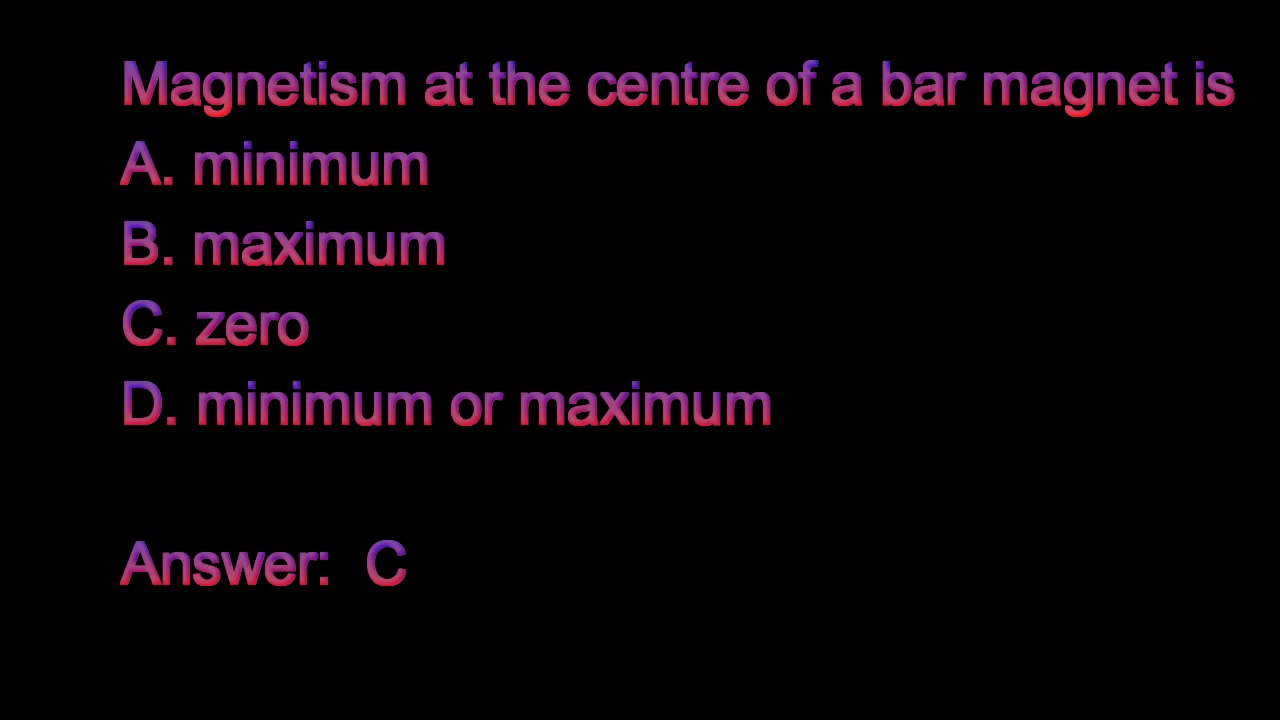 Magnetism at the centre of a bar magnet is
A. minimum
B. maximum
C. zero
D. minimum or maximum
Answer:  C